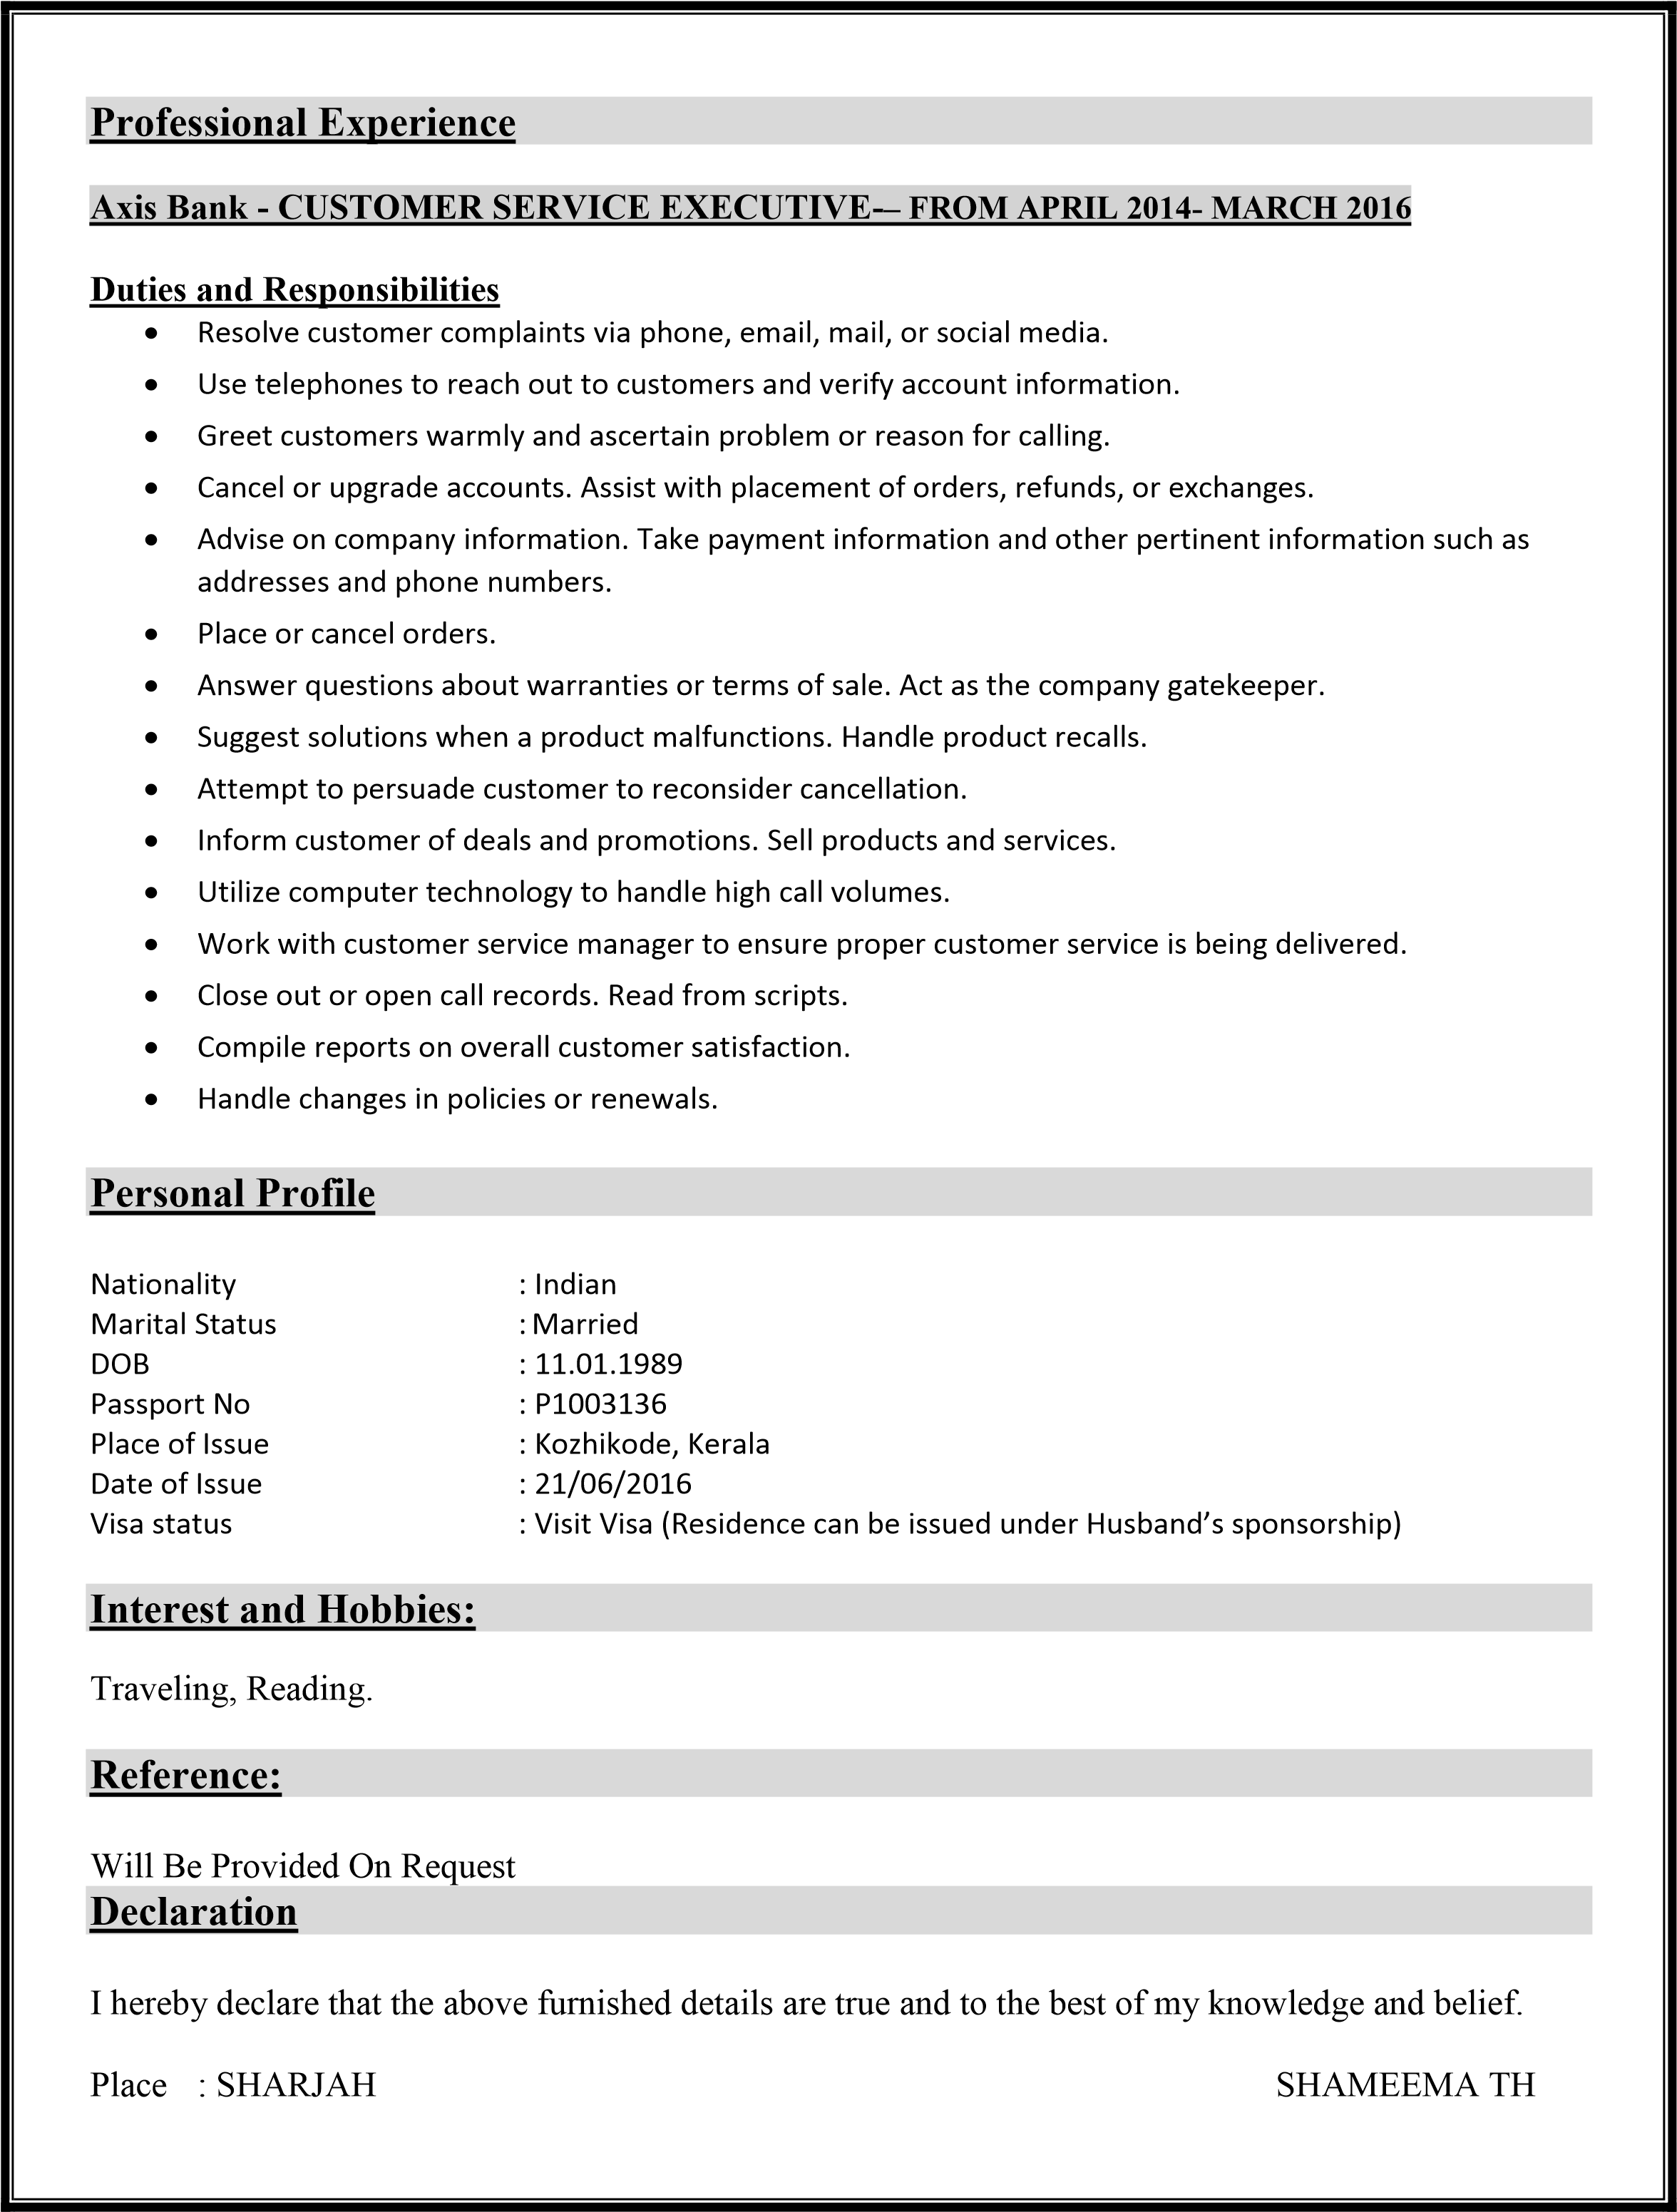 Professional Experience
Axis Bank - CUSTOMER SERVICE EXECUTIVE-– FROM APRIL 2014- MARCH 2016
Duties and Responsibilities
• Resolve customer complaints via phone, email, mail, or social media.
• Use telephones to reach out to customers and verify account information.
• Greet customers warmly and ascertain problem or reason for calling.
• Cancel or upgrade accounts. Assist with placement of orders, refunds, or exchanges.
• Advise on company information. Take payment information and other pertinent information such as
addresses and phone numbers.
• Place or cancel orders.
• Answer questions about warranties or terms of sale. Act as the company gatekeeper.
• Suggest solutions when a product malfunctions. Handle product recalls.
• Attempt to persuade customer to reconsider cancellation.
• Inform customer of deals and promotions. Sell products and services.
• Utilize computer technology to handle high call volumes.
• Work with customer service manager to ensure proper customer service is being delivered.
• Close out or open call records. Read from scripts.
• Compile reports on overall customer satisfaction.
• Handle changes in policies or renewals.
Personal Profile
Nationality : Indian
Marital Status : Married
DOB : 11.01.1989
Passport No : P1003136
Place of Issue : Kozhikode, Kerala
Date of Issue : 21/06/2016
Visa status : Visit Visa (Residence can be issued under Husband’s sponsorship)
Interest and Hobbies:
Traveling, Reading.
Reference:
Will Be Provided On Request
Declaration
I hereby declare that the above furnished details are true and to the best of my knowledge and belief.
Place : SHARJAH SHAMEEMA TH